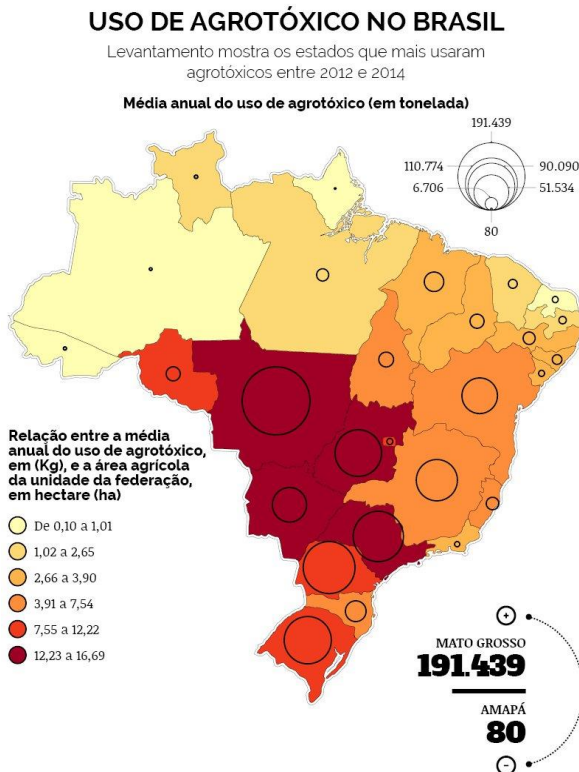 USO DE AGROTÓXICO NO BRASIL
Levantamento mostra os estados que mais usaram
agrotóxicos entre 2012 e 2014
Média anual do uso de agrotóxico (em tonelada)
191.439
110.774
90.090
6.706
51.534
80
Relação entre a média
anual do uso de agrotóxico,
em (Kg), e a área agrícola
da unidade da federação,
em hectare (ha)
De 0,10 a 1,01
1,02 a 2,65
2,66 a 3,90
3,91 a 7,54
7,55 a 12,22
12,23 a 16,69
+
MATO GROSSO
191.439
AMAPÁ
80
−